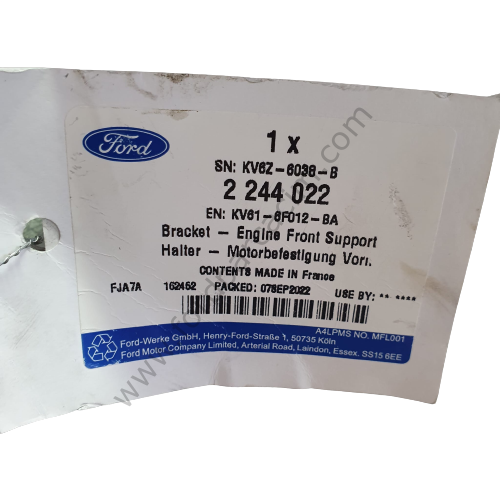 Ford
1 x
SN: KV6Z-6038-B
2 244 022
EN: KV61-6F012-BA
Bracket - Engine Front Support
Halter - Motorbefestigung Vorn.
CONTENTS MADE IN France
FJA7A 162452 PACKED: 07SEP2022 USE BY: ** ****
A4LPMS NO. MFL001
Ford-Werke GmbH, Henry-Ford-Straße 1, 50735 Köln
Ford Motor Company Limited, Arterial Road, Laindon, Essex. SS15 6EE